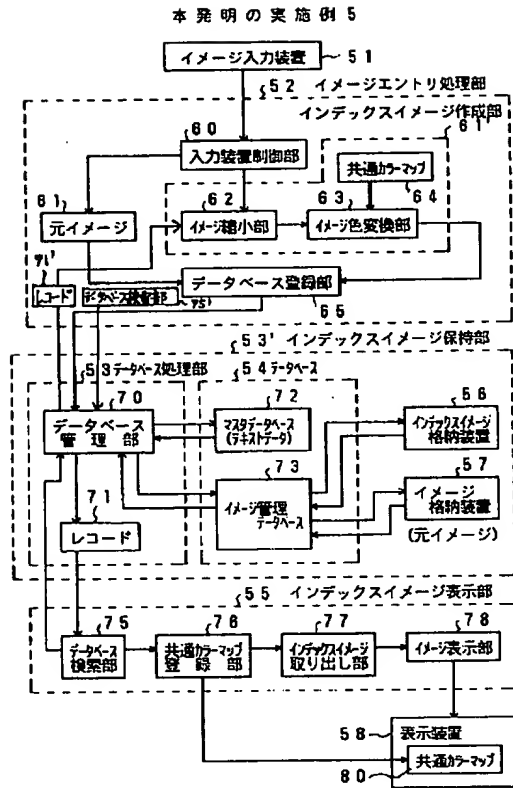 本発明の実施例5
イメージ入力装置 51
52 イメージエントリ処理部
インデックスイメージ作成部
60
61'
入力装置制御部
共通カラーマップ
61
62
63
64
元イメージ
イメージ縮小部
イメージ色変換部
71'
レコード
データベース検索部
75'
データベース登録部
65
53' インデックスイメージ保持部
53 データベース処理部
54 データベース
70
72
56
データベース
管理部
マスタデータベース
(テキストデータ)
インデックスイメージ
格納装置
73
57
71
イメージ管理
データベース
イメージ
格納装置
レコード
(元イメージ)
55 インデックスイメージ表示部
75
76
77
78
データベース
検索部
共通カラーマップ
登録部
インデックスイメージ
取り出し部
イメージ表示部
58
表示装置
共通カラーマップ
80